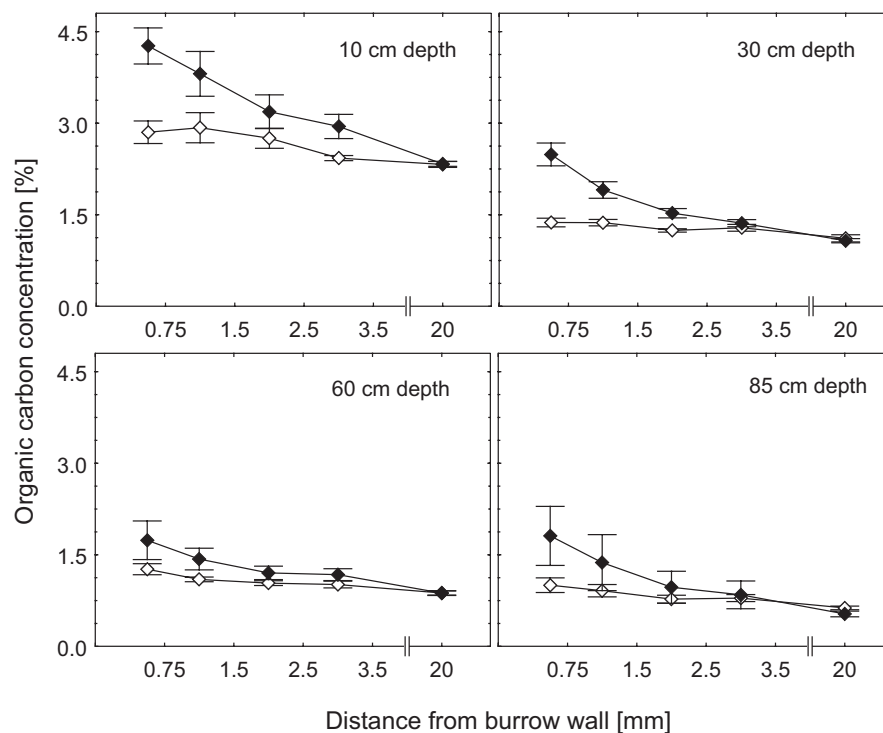 Organic carbon concentration [%]
4.5
3.0
1.5
0.0
10 cm depth
0.75 1.5 2.5 3.5 20
30 cm depth
0.75 1.5 2.5 3.5 20
4.5
3.0
1.5
0.0
60 cm depth
0.75 1.5 2.5 3.5 20
85 cm depth
0.75 1.5 2.5 3.5 20
Distance from burrow wall [mm]